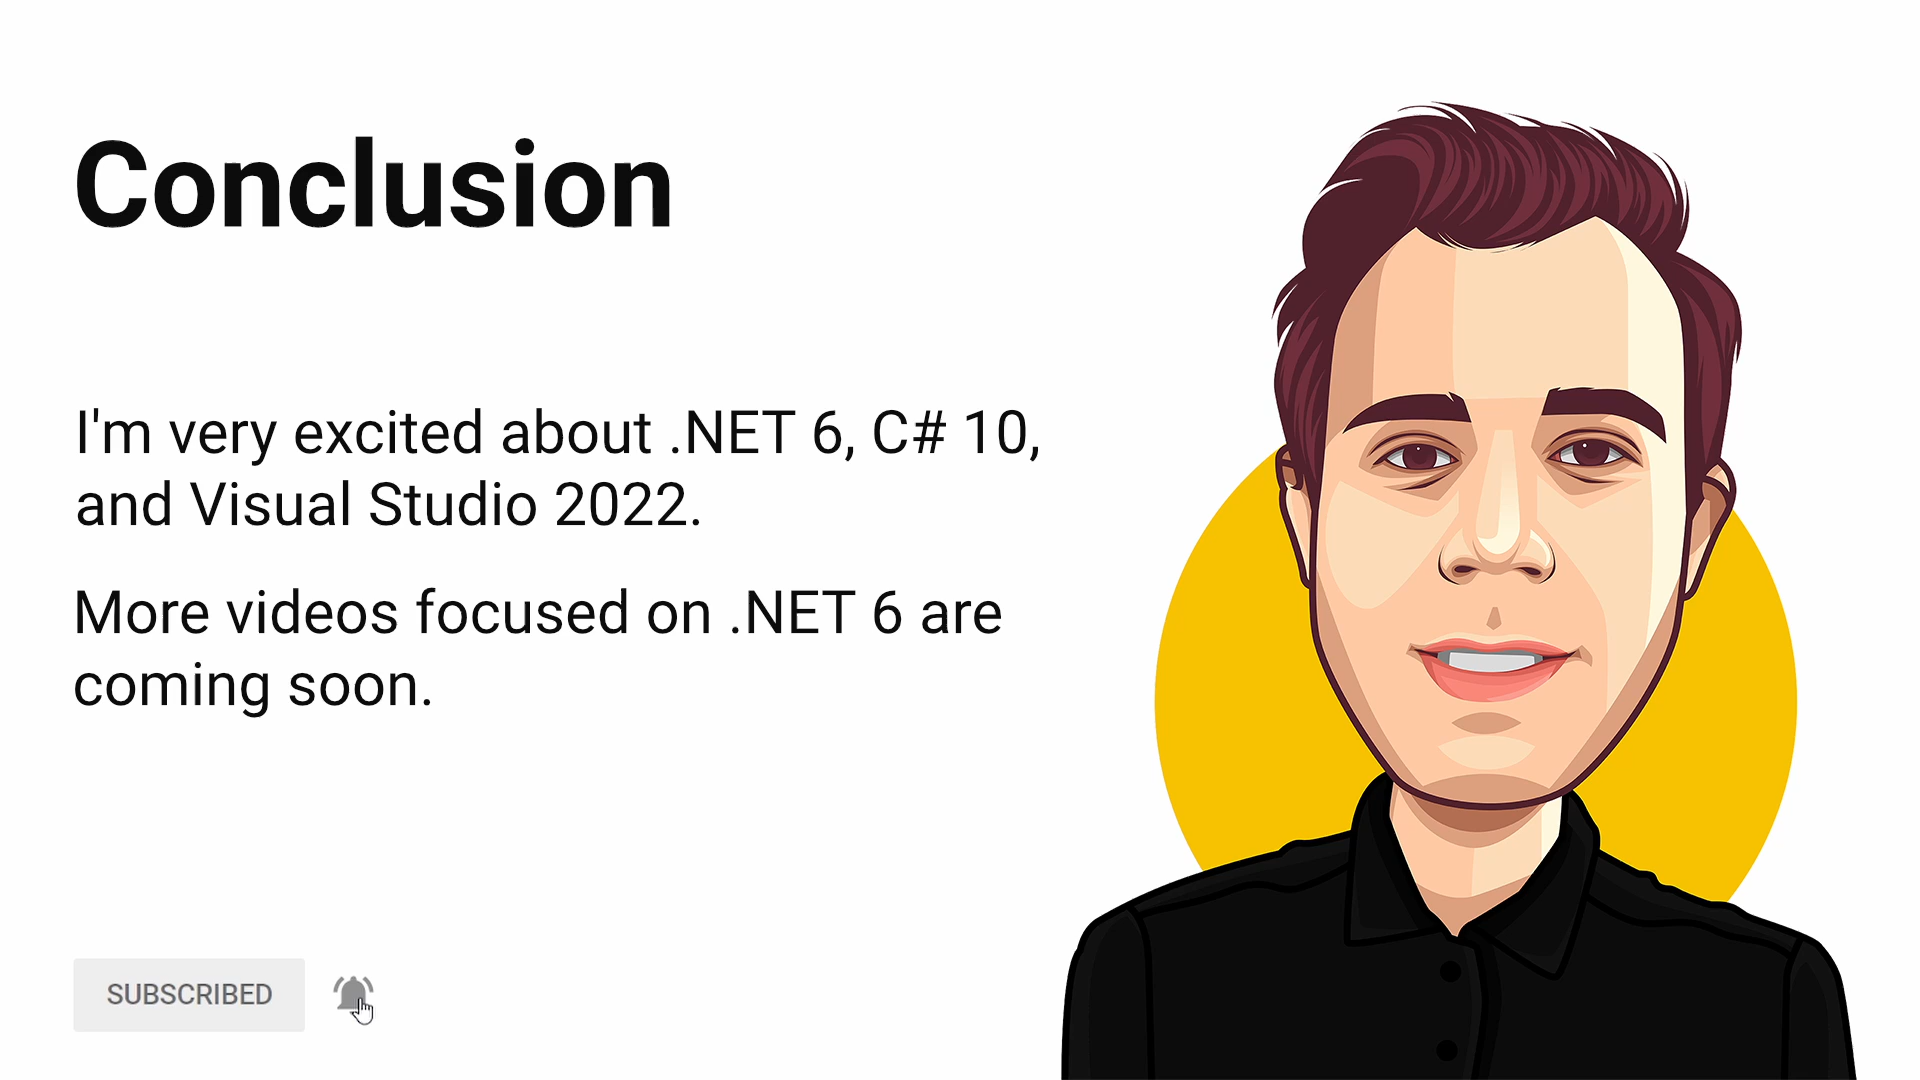 Conclusion
I'm very excited about .NET 6, C# 10,
and Visual Studio 2022.
More videos focused on .NET 6 are
coming soon.
SUBSCRIBED